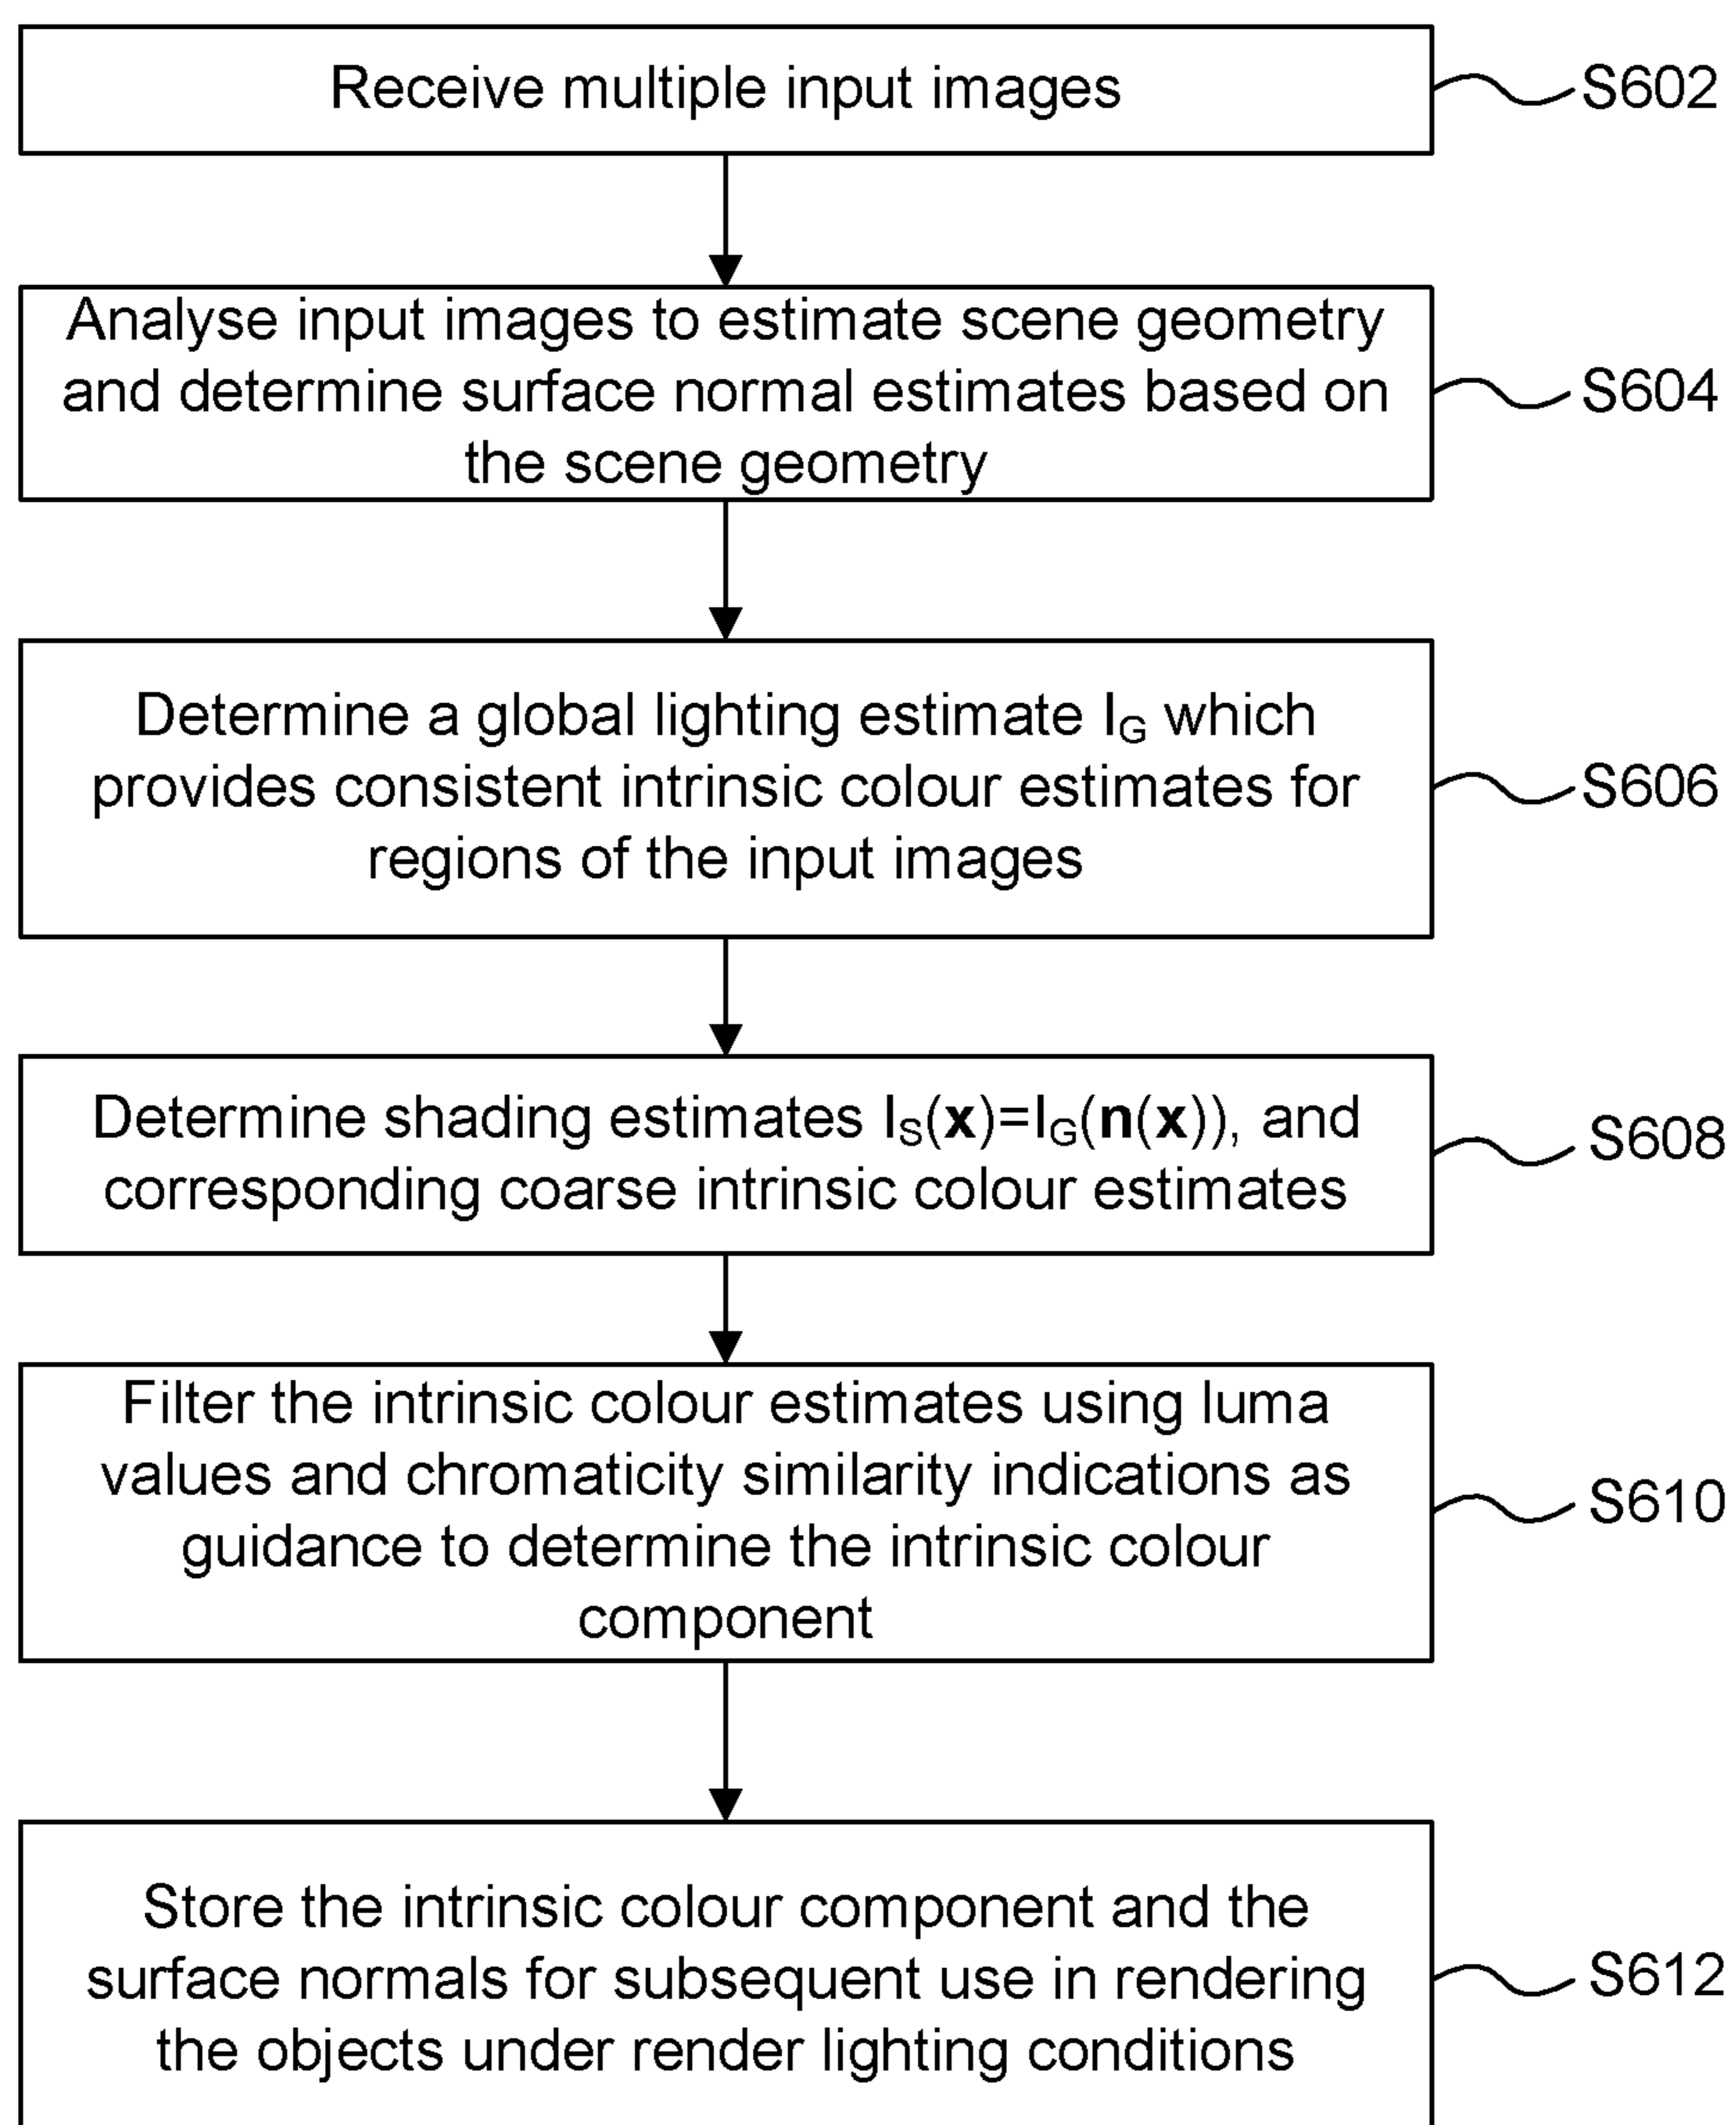 Receive multiple input images
S602
Analyse input images to estimate scene geometry
and determine surface normal estimates based on
the scene geometry
S604
Determine a global lighting estimate I_G which
provides consistent intrinsic colour estimates for
regions of the input images
S606
Determine shading estimates I_S(x)=I_G(n(x)), and
corresponding coarse intrinsic colour estimates
S608
Filter the intrinsic colour estimates using luma
values and chromaticity similarity indications as
guidance to determine the intrinsic colour
component
S610
Store the intrinsic colour component and the
surface normals for subsequent use in rendering
the objects under render lighting conditions
S612